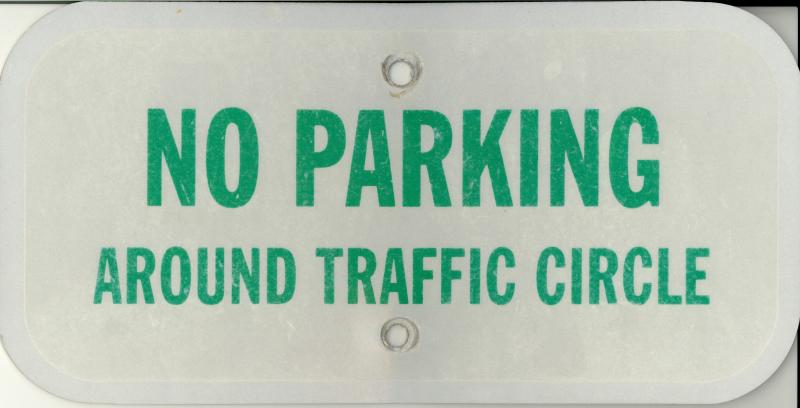 NO PARKING
AROUND TRAFFIC CIRCLE